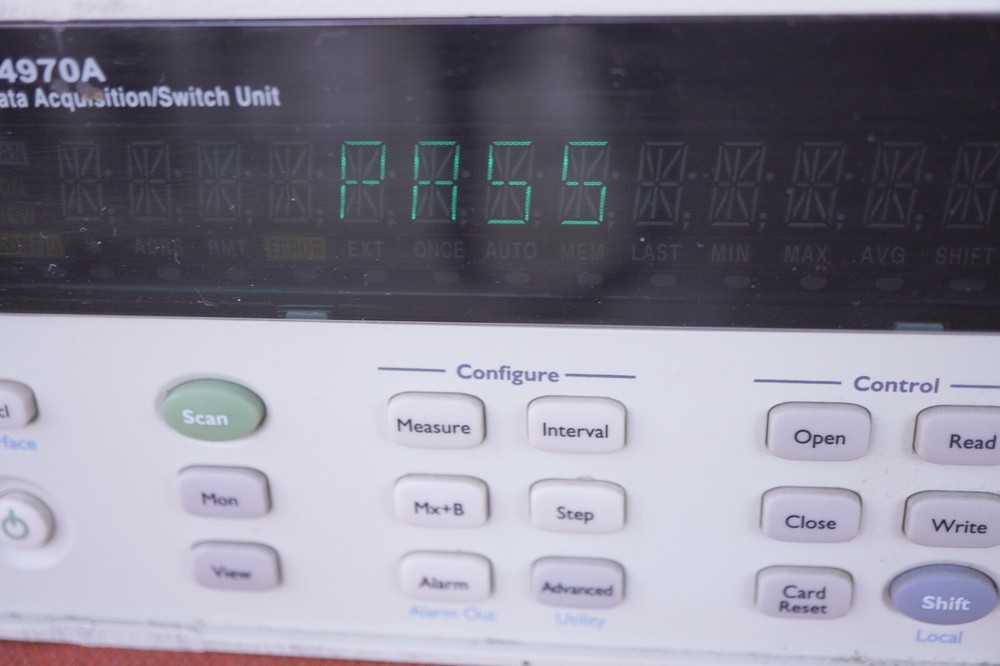 4970A
ata Acquisition/Switch Unit
PASS
ADRS RMT ERROR EXT ONCE AUTO MEM LAST MIN MAX AVG SHIFT
Configure
Control
Scan
Measure
Interval
Open
Read
Mon
Mx+B
Step
Close
Write
View
Alarm
Advanced
Card
Reset
Shift
Alarm Out
Utility
Local